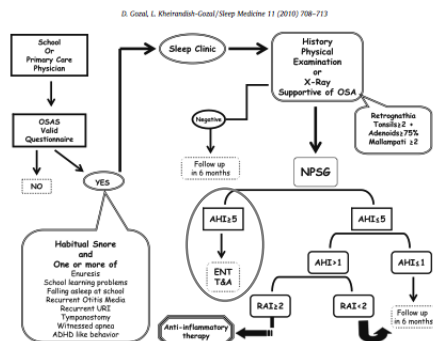 D. Gozal, L. Kheirandish-Gozal/Sleep Medicine 11 (2010) 708–713
School
Or
Primary Care
Physician
OSAS
Valid
Questionnaire
NO
YES
Habitual Snore
and
One or more of
Enuresis
School learning problems
Falling asleep at school
Recurrent Otitis Media
Recurrent URI
Tympanostomy
Witnessed apnea
ADHD like behavior
Sleep Clinic
History
Physical
Examination
or
X-Ray
Supportive of OSA
Retrognathia
Tonsils≥2 +
Adenoids≥75%
Mallampati ≥2
Negative
Follow up
in 6 months
NPSG
AHI≥5
ENT
T&A
AHI≤5
AHI>1
AHI≤1
RAI≥2
RAI<2
Anti-inflammatory
therapy
Follow up
in 6 months